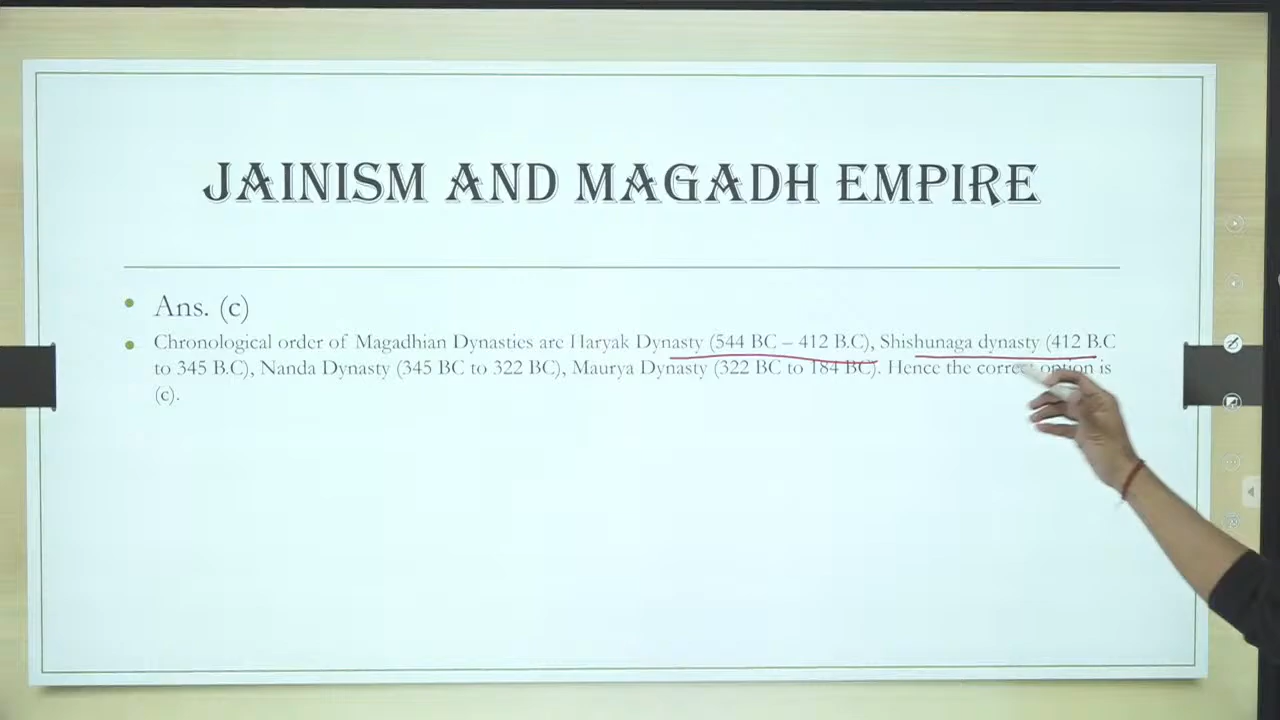 JAINISM AND MAGADH EMPIRE
Ans. (c)
Chronological order of Magadhian Dynasties are Haryak Dynasty (544 BC – 412 B.C), Shishunaga dynasty (412 B.C
to 345 B.C), Nanda Dynasty (345 BC to 322 BC), Maurya Dynasty (322 BC to 184 BC). Hence the correct option is
(c).